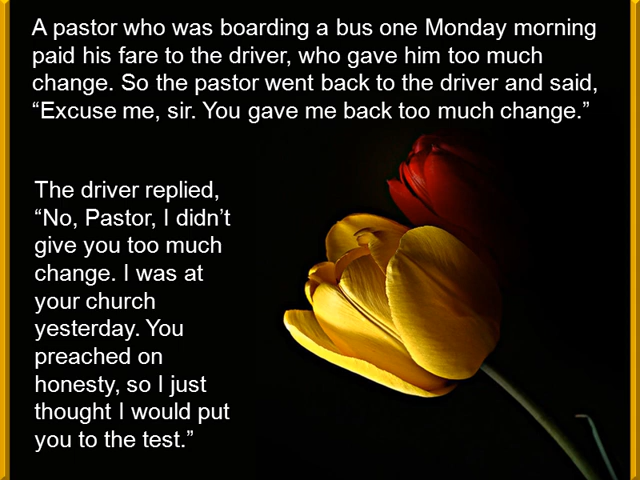 A pastor who was boarding a bus one Monday morning
paid his fare to the driver, who gave him too much
change. So the pastor went back to the driver and said,
“Excuse me, sir. You gave me back too much change.”
The driver replied,
“No, Pastor, I didn’t
give you too much
change. I was at
your church
yesterday. You
preached on
honesty, so I just
thought I would put
you to the test.”